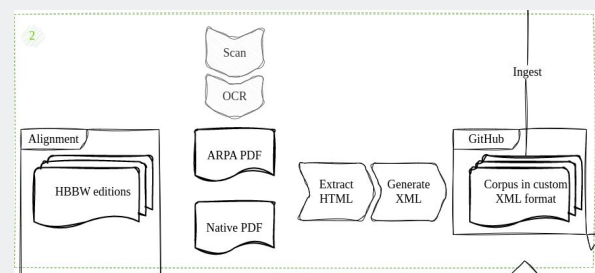 2
Scan
OCR
Ingest
Alignment
HBBW editions
ARPA PDF
Native PDF
Extract
HTML
Generate
XML
GitHub
Corpus in custom
XML format